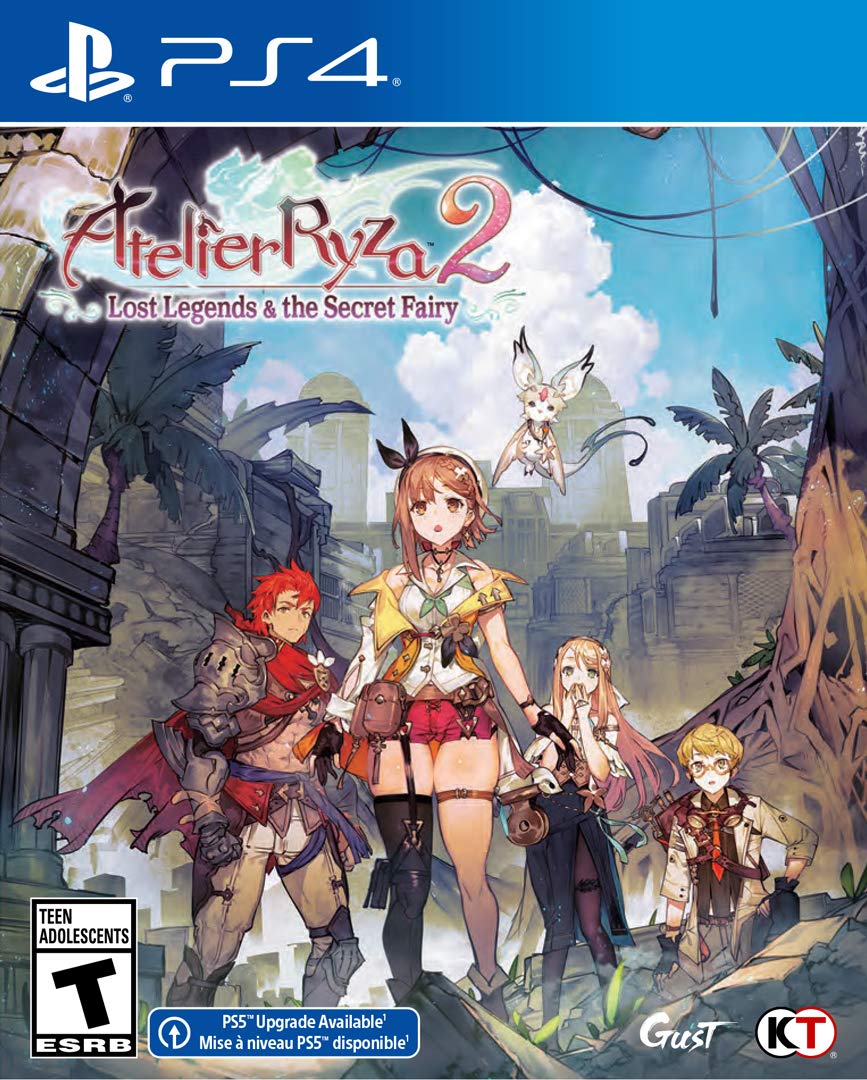 PS4®
Atelier Ryza™ 2
Lost Legends & the Secret Fairy
TEEN
ADOLESCENTS
T
ESRB
PS5™ Upgrade Available¹
Mise à niveau PS5™ disponible¹
GUST
KT®